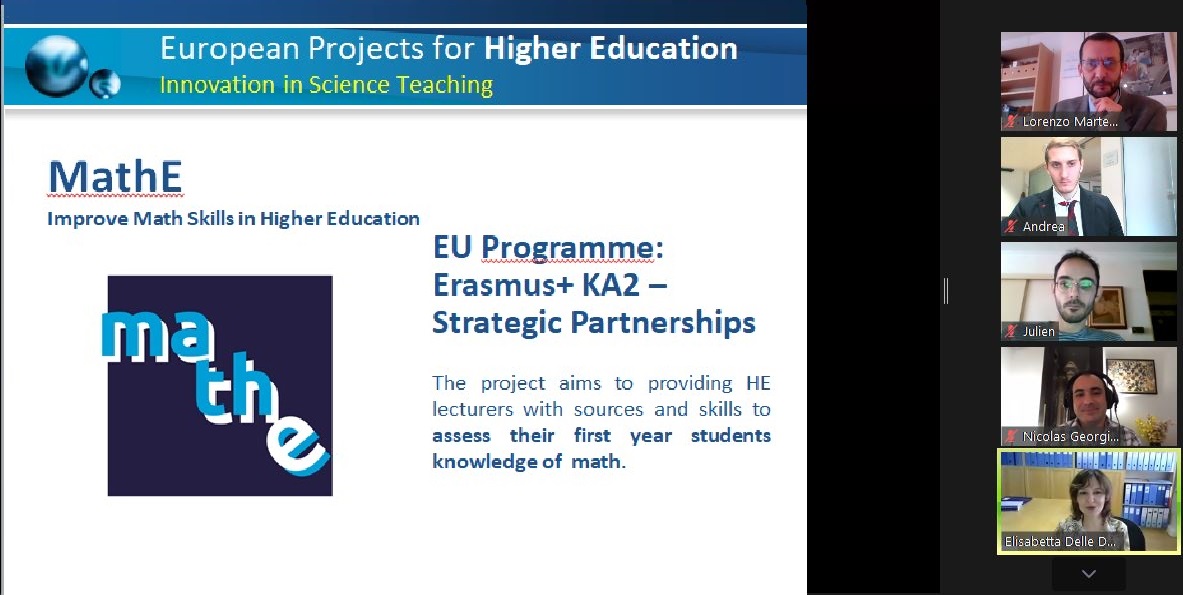 European Projects for Higher Education
Innovation in Science Teaching
MathE
Improve Math Skills in Higher Education
EU Programme:
Erasmus+ KA2 –
Strategic Partnerships
ma
th
e
The project aims to providing HE
lecturers with sources and skills to
assess their first year students
knowledge of math.
Lorenzo Marte...
Andrea
Julien
Nicolas Georgi...
Elisabetta Delle D...